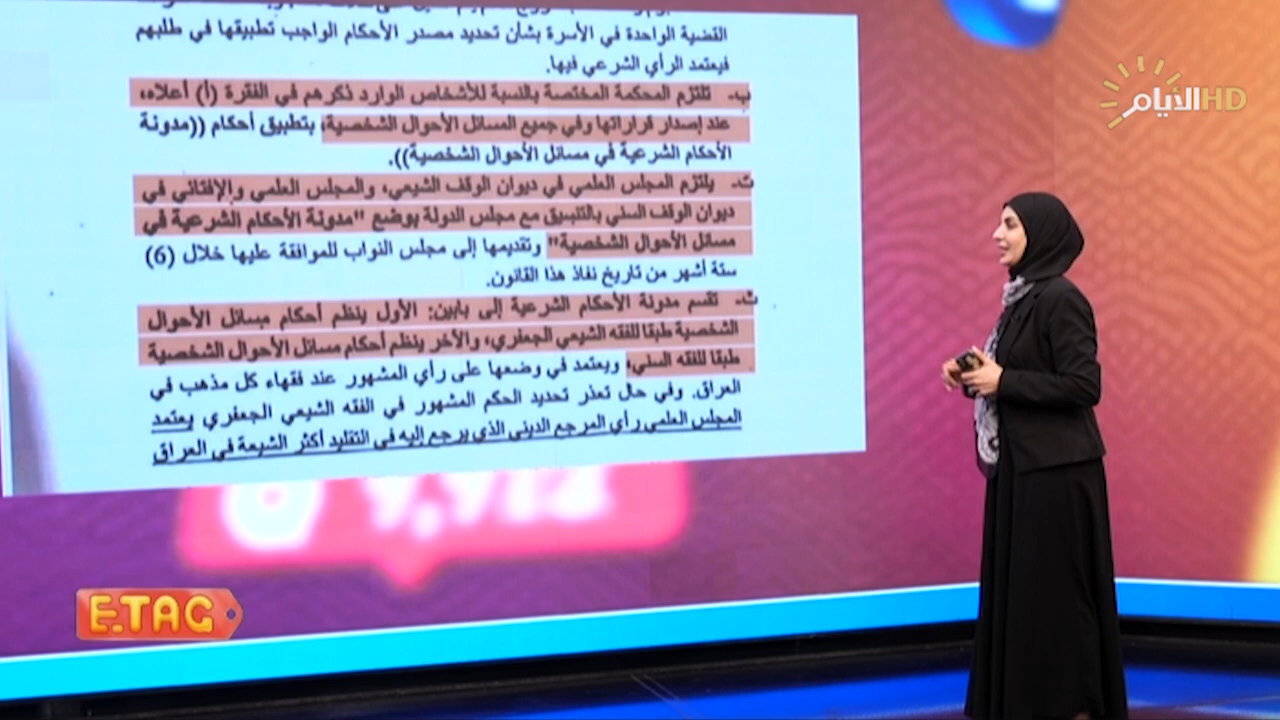 القضية الواحدة في الأسرة بشأن تحديد مصدر الأحكام الواجب تطبيقها في طلبهم
فيعتمد الرأي الشرعي فيها.
ب- تلتزم المحكمة المختصة بالنسبة للأشخاص الوارد ذكرهم في الفقرة (أ) أعلاه،
عند إصدار قراراتها وفي جميع المسائل الأحوال الشخصية، بتطبيق أحكام ((مدونة
الأحكام الشرعية في مسائل الأحوال الشخصية)).
ت- يلتزم المجلس العلمي في ديوان الوقف الشيعي، والمجلس العلمي والإفتائي في
ديوان الوقف السني بالتنسيق مع مجلس الدولة بوضع "مدونة الأحكام الشرعية في
مسائل الأحوال الشخصية" وتقديمها إلى مجلس النواب للموافقة عليها خلال (6)
ستة أشهر من تاريخ نفاذ هذا القانون.
ث- تقسم مدونة الأحكام الشرعية إلى بابين: الأول ينظم أحكام مسائل الأحوال
الشخصية طبقا للفقه الشيعي الجعفري، والأخر ينظم أحكام مسائل الأحوال الشخصية
طبقا للفقه السني، ويعتمد في وضعها على رأي المشهور عند فقهاء كل مذهب في
العراق. وفي حال تعذر تحديد الحكم المشهور في الفقه الشيعي الجعفري يعتمد
المجلس العلمي رأي المرجع الديني الذي يرجع إليه في التقليد أكثر الشيعة في العراق
الأيام HD
E.TAG